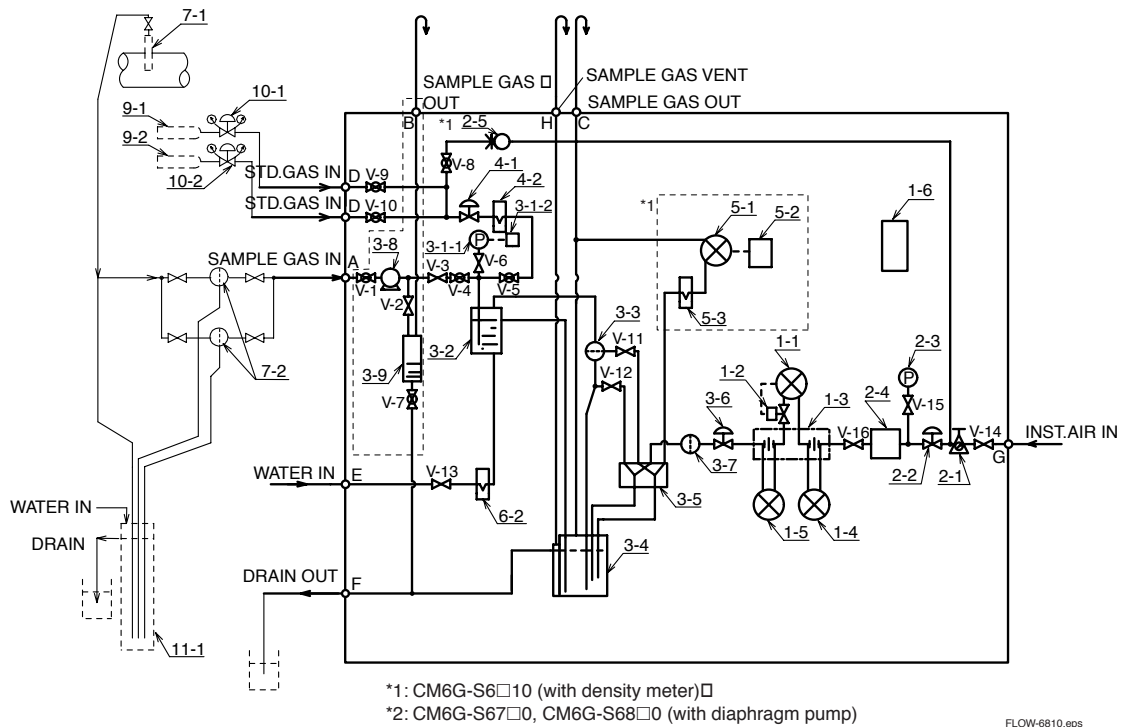 7-1
SAMPLE GAS □
OUT
SAMPLE GAS VENT
SAMPLE GAS OUT
10-1
9-1
9-2
10-2
B
*1
2-5
H
C
V-8
4-1
4-2
STD.GAS IN
D
V-9
STD.GAS IN
D
V-10
3-1-2
3-1-1
P
*1
5-1
5-2
1-6
3-8
SAMPLE GAS IN
A
V-1
V-3
V-6
V-4
V-5
V-2
5-3
3-3
V-11
3-2
1-1
2-3
P
7-2
3-9
V-12
1-2
V-7
3-6
1-3
2-4
V-15
V-16
V-14
INST.AIR IN
G
WATER IN
E
V-13
3-7
2-2
2-1
3-5
6-2
1-5
1-4
WATER IN
DRAIN
3-4
DRAIN OUT
F
11-1
*1: CM6G-S6□10 (with density meter)□
*2: CM6G-S67□0, CM6G-S68□0 (with diaphragm pump)
FLOW-6810.eps